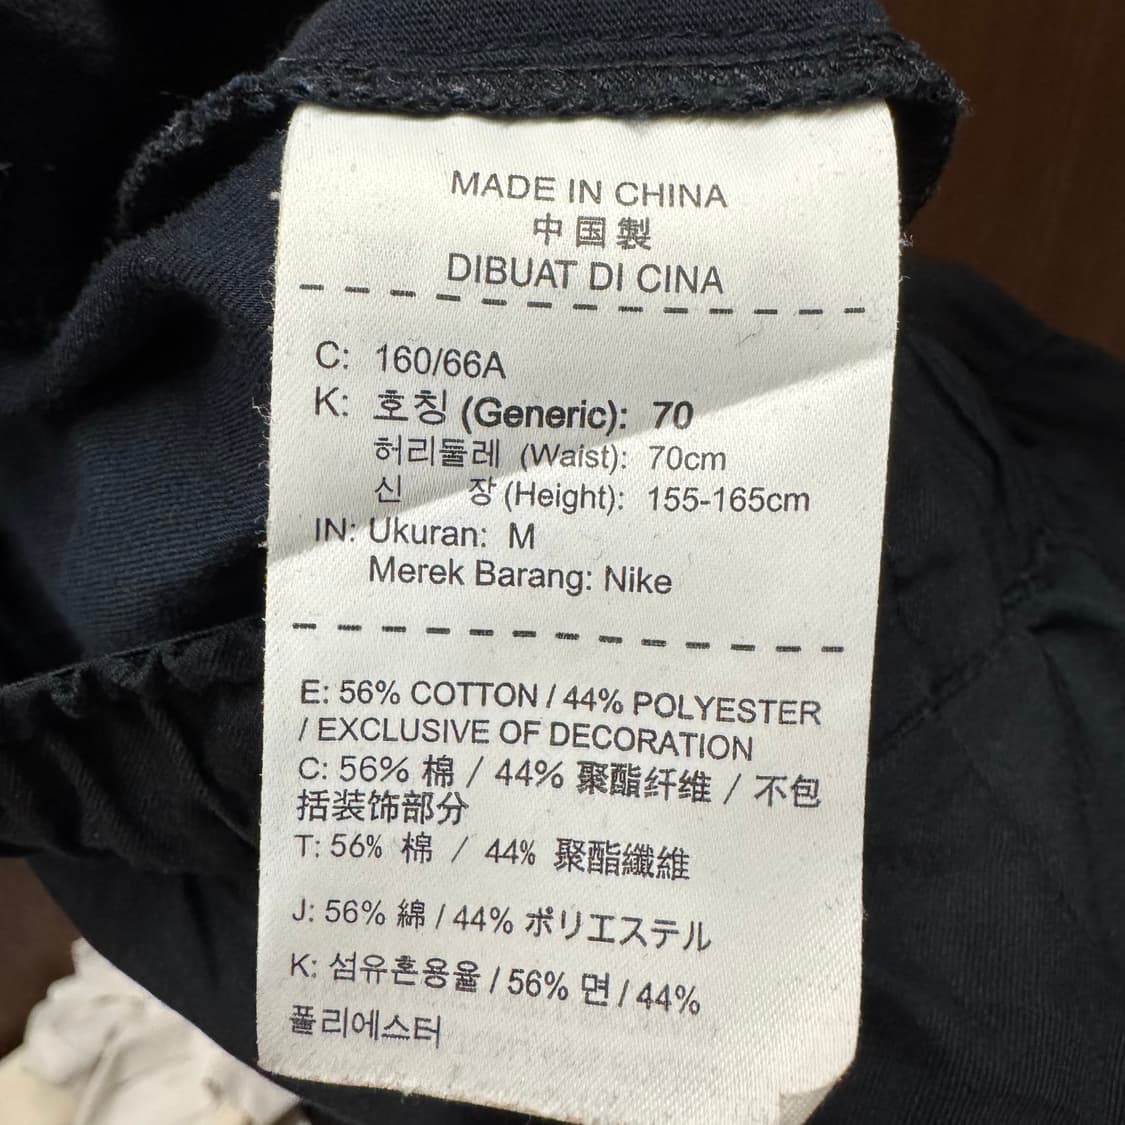 MADE IN CHINA
中国製
DIBUAT DI CINA
C: 160/66A
K: 호칭 (Generic): 70
허리둘레 (Waist): 70cm
신 장 (Height): 155-165cm
IN: Ukuran: M
Merek Barang: Nike
E: 56% COTTON / 44% POLYESTER
/ EXCLUSIVE OF DECORATION
C: 56% 棉 / 44% 聚酯纤维 / 不包
括装饰部分
T: 56% 棉 / 44% 聚酯纖維
J: 56% 綿 / 44% ポリエステル
K: 섬유혼용율 / 56% 면 / 44%
폴리에스터